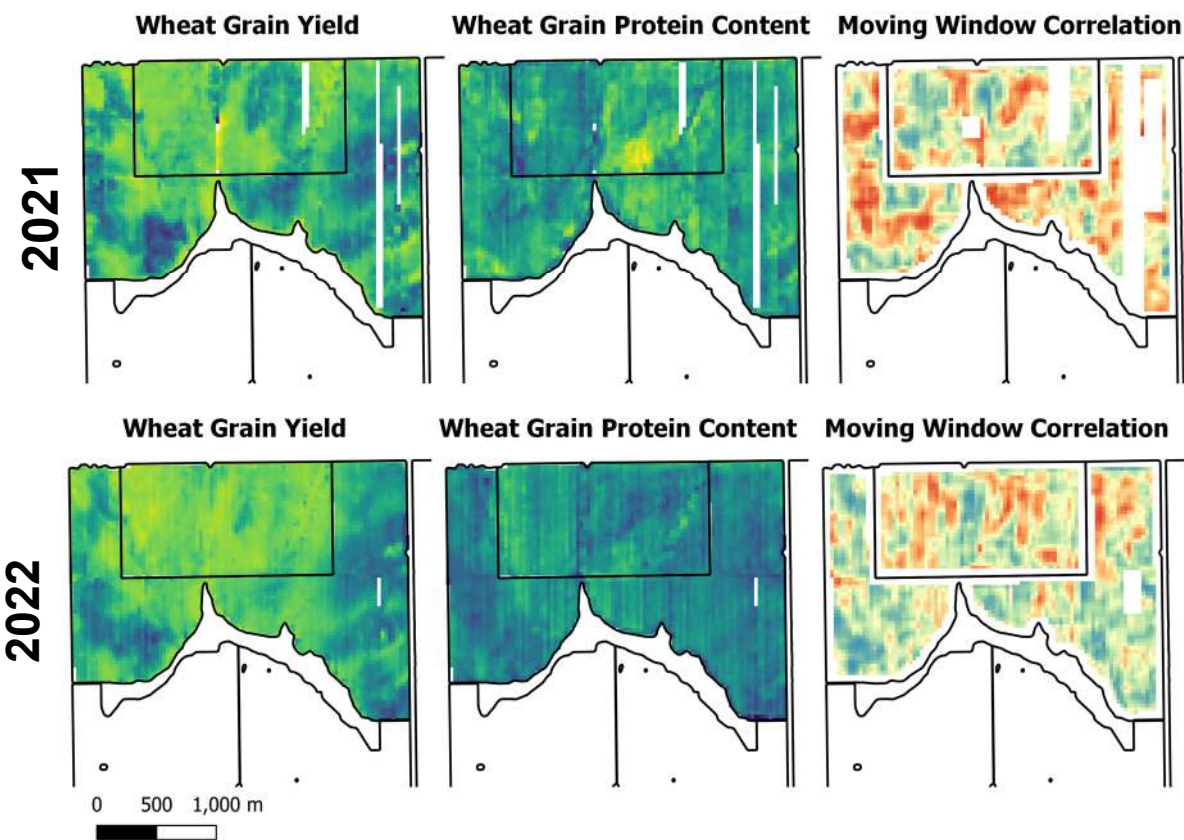 Wheat Grain Yield
Wheat Grain Protein Content
Moving Window Correlation
2021
Wheat Grain Yield
Wheat Grain Protein Content
Moving Window Correlation
2022
0 500 1,000 m